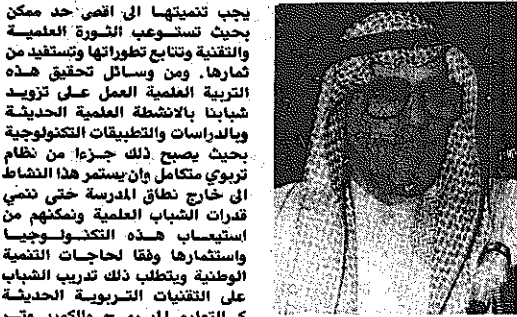 يجب تنميتها الى اقصى حد ممكن
بحيث تستوعب الثورة العلمية
والتقنية وتتابع تطوراتها وتستفيد من
ثمارها. ومن وسائل تحقيق هذه
التربية العلمية العمل على تزويد
شبابنا بالانشطة العلمية الحديثة
وبالدراسات والتطبيقات التكنولوجية
بحيث يصبح ذلك جزءا من نظام
تربوي متكامل وان يستمر هذا النشاط
الى خارج نطاق المدرسة حتى ننمي
قدرات الشباب العلمية ونمكنهم من
استيعاب هذه التكنولوجيا
واستثمارها وفقا لحاجات التنمية
الوطنية ويتطلب ذلك تدريب الشباب
على التقنيات التربوية الحديثة